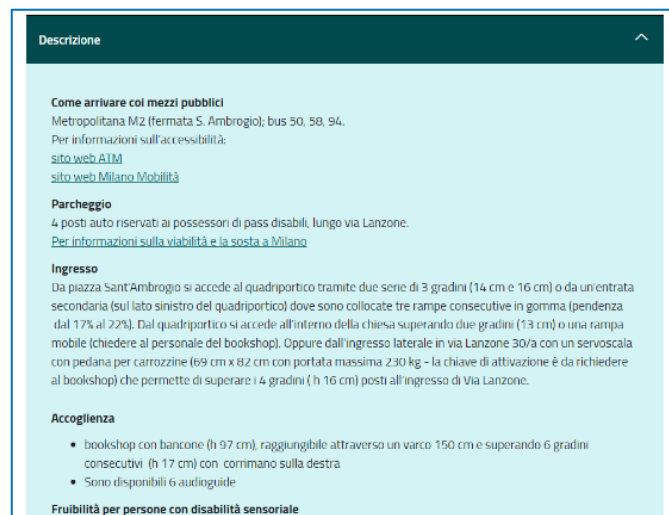 Descrizione
Come arrivare coi mezzi pubblici
Metropolitana M2 (fermata S. Ambrogio); bus 50, 58, 94.
Per informazioni sull'accessibilità:
sito web ATM
sito web Milano Mobilità
Parcheggio
4 posti auto riservati ai possessori di pass disabili, lungo via Lanzone.
Per informazioni sulla viabilità e la sosta a Milano
Ingresso
Da piazza Sant'Ambrogio si accede al quadriportico tramite due serie di 3 gradini (14 cm e 16 cm) o da un'entrata
secondaria (sul lato sinistro del quadriportico) dove sono collocate tre rampe consecutive in gomma (pendenza
dal 17% al 22%). Dal quadriportico si accede all'interno della chiesa superando due gradini (13 cm) o una rampa
mobile (chiedere al personale del bookshop). Oppure dall'ingresso laterale in via Lanzone 30/a con un servoscala
con pedana per carrozzine (69 cm x 82 cm con portata massima 230 kg - la chiave di attivazione è da richiedere
al bookshop) che permette di superare i 4 gradini ( h 16 cm) posti all'ingresso di Via Lanzone.
Accoglienza
• bookshop con bancone (h 97 cm), raggiungibile attraverso un varco 150 cm e superando 6 gradini
consecutivi (h 17 cm) con corrimano sulla destra
• Sono disponibili 6 audioguide
Fruibilità per persone con disabilità sensoriale